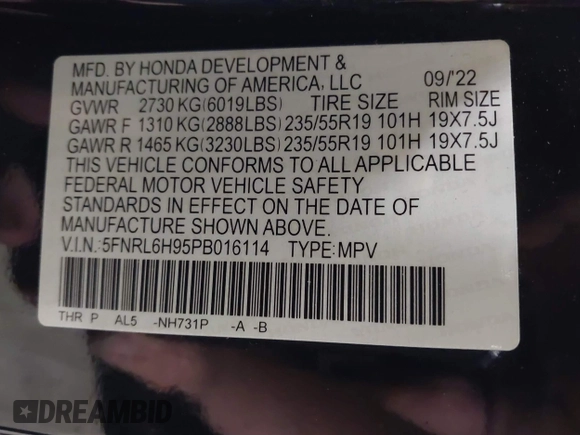 MFD. BY HONDA DEVELOPMENT &
MANUFACTURING OF AMERICA, LLC 09/'22
GVWR 2730 KG(6019LBS) TIRE SIZE RIM SIZE
GAWR F 1310 KG(2888LBS) 235/55R19 101H 19X7.5J
GAWR R 1465 KG(3230LBS) 235/55R19 101H 19X7.5J
THIS VEHICLE CONFORMS TO ALL APPLICABLE
FEDERAL MOTOR VEHICLE SAFETY
STANDARDS IN EFFECT ON THE DATE OF
MANUFACTURE SHOWN ABOVE.
V.I.N.:5FNRL6H95PB016114 TYPE:MPV
THR P AL5 -NH731P -A -B
DREAMBID